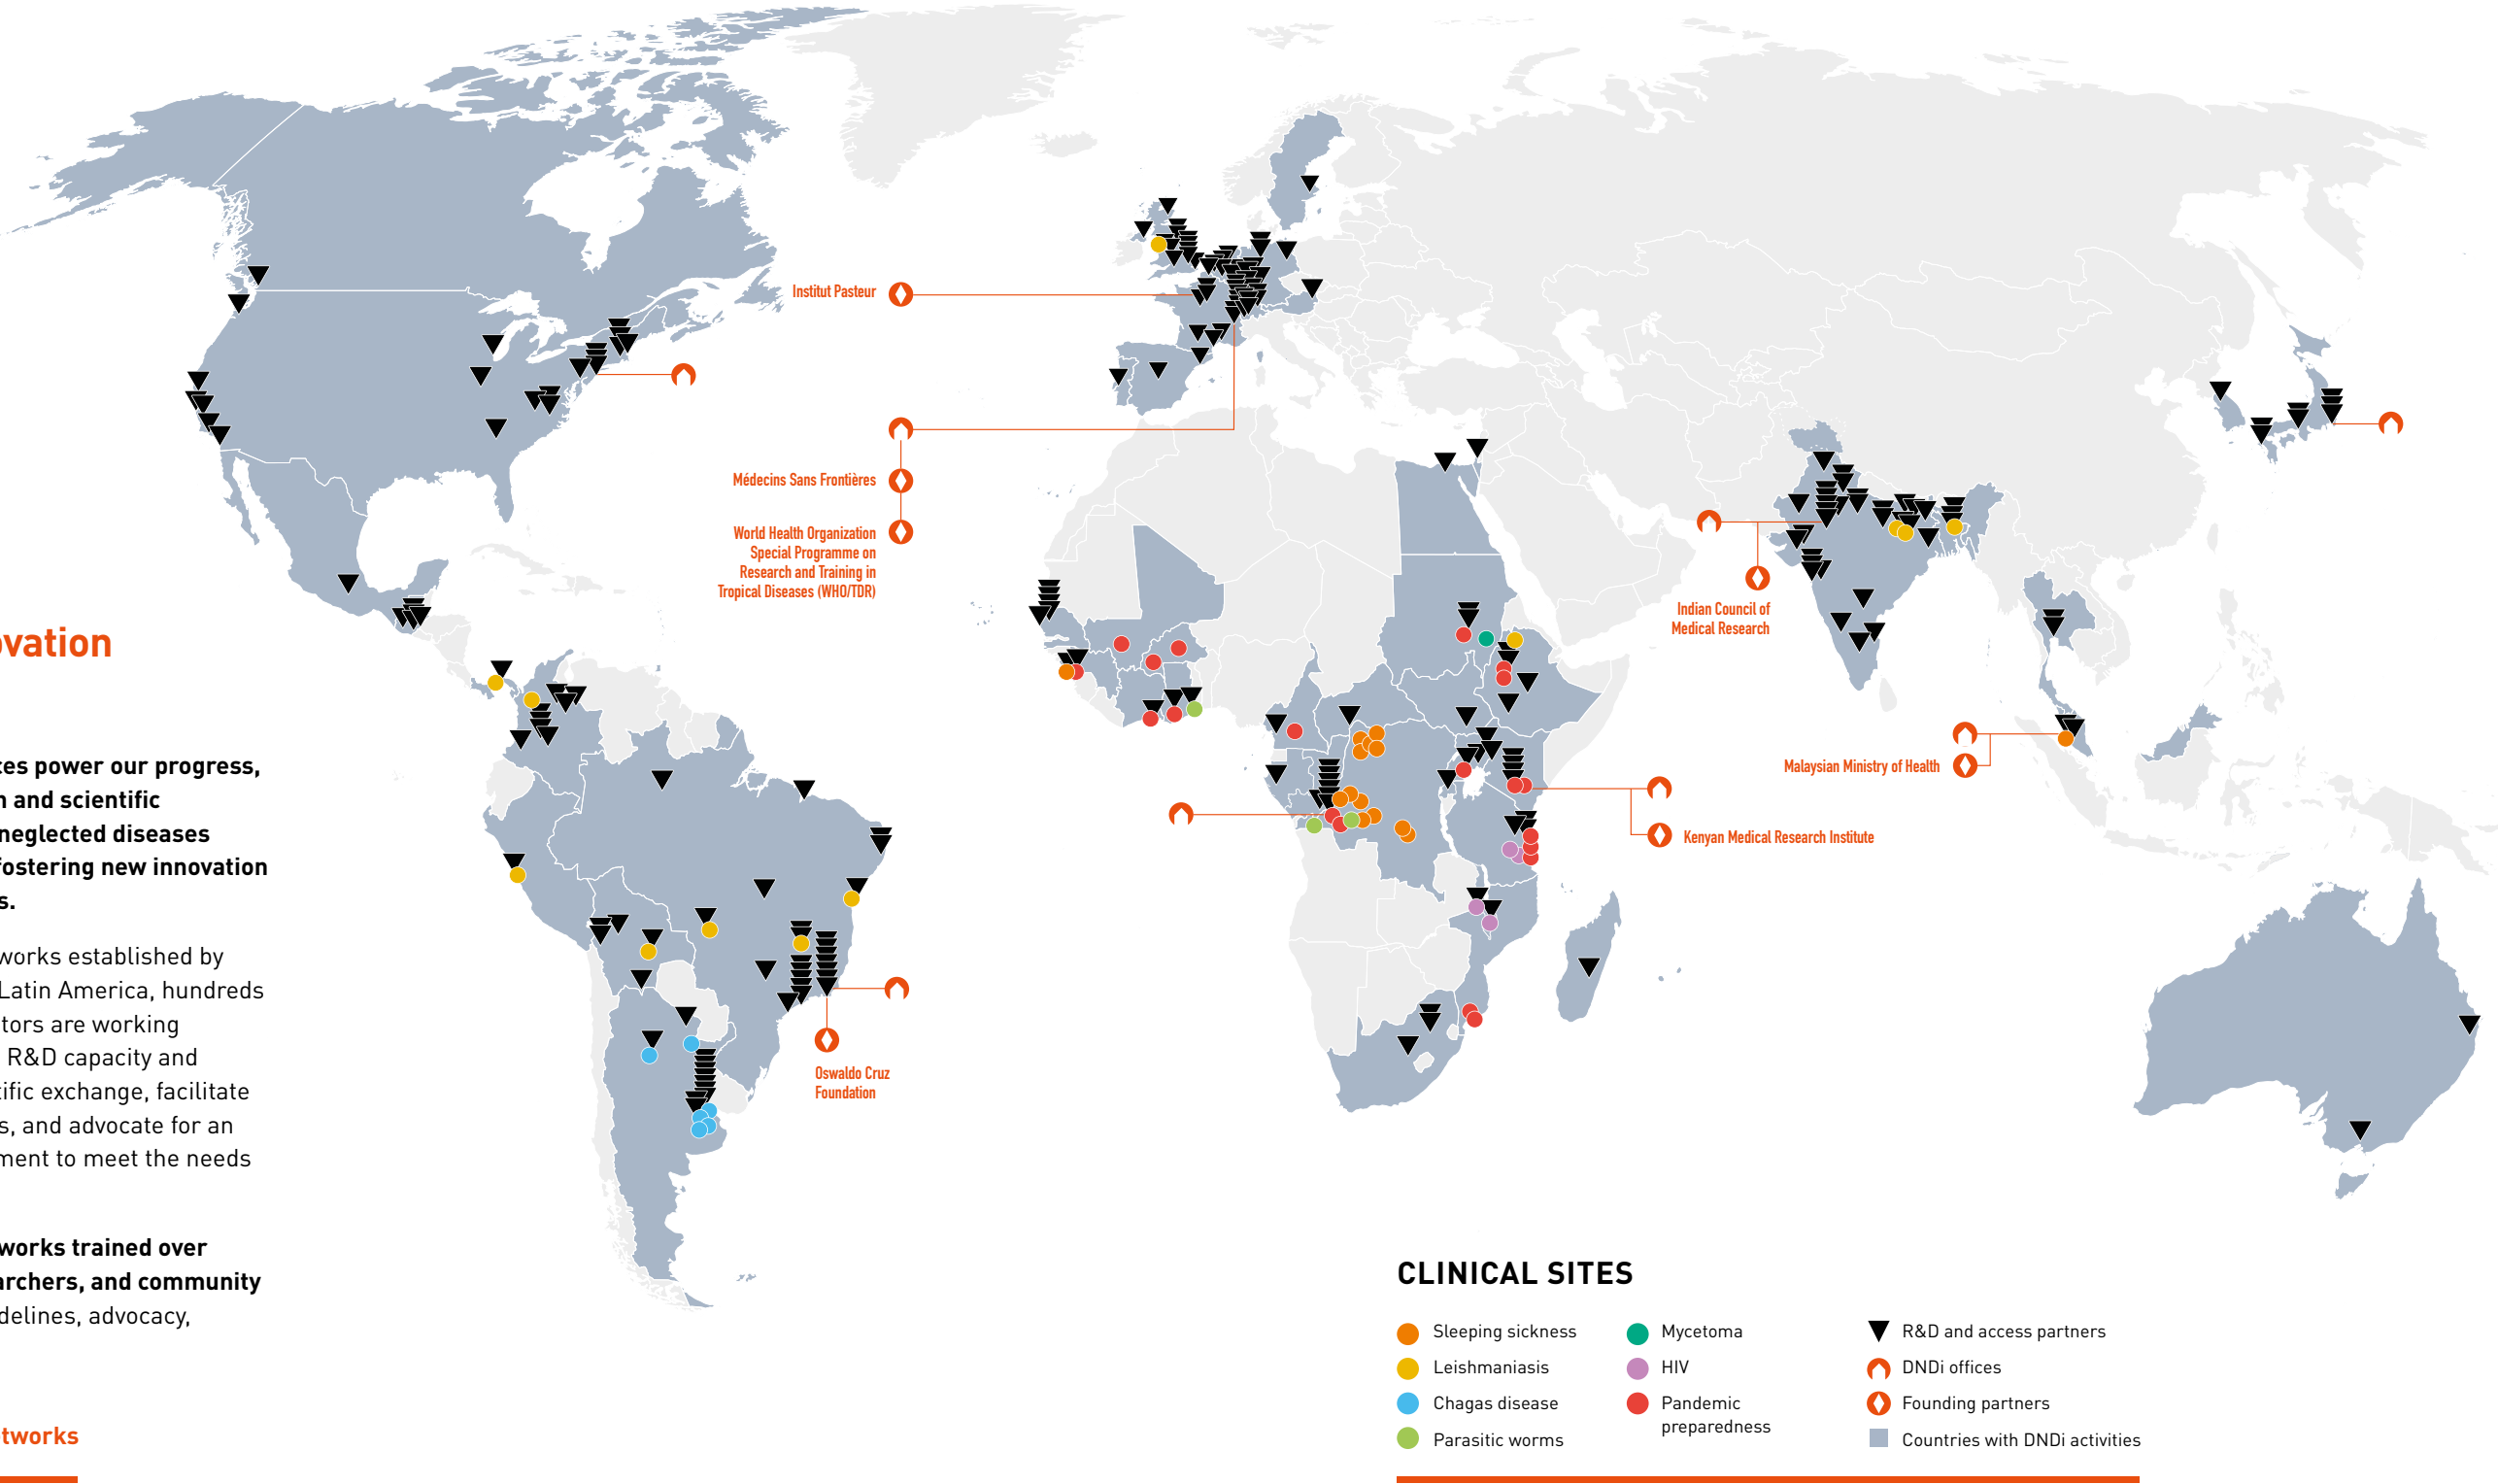 ovation
ces power our progress,
n and scientific
neglected diseases
fostering new innovation
s.
works established by
Latin America, hundreds
tors are working
R&D capacity and
tific exchange, facilitate
s, and advocate for an
ment to meet the needs
works trained over
archers, and community
delines, advocacy,
tworks
Institut Pasteur
Médecins Sans Frontières
World Health Organization
Special Programme on
Research and Training in
Tropical Diseases (WHO/TDR)
Indian Council of
Medical Research
Malaysian Ministry of Health
Kenyan Medical Research Institute
Oswaldo Cruz
Foundation
CLINICAL SITES
Sleeping sickness
Leishmaniasis
Chagas disease
Parasitic worms
Mycetoma
HIV
Pandemic
preparedness
R&D and access partners
DNDi offices
Founding partners
Countries with DNDi activities